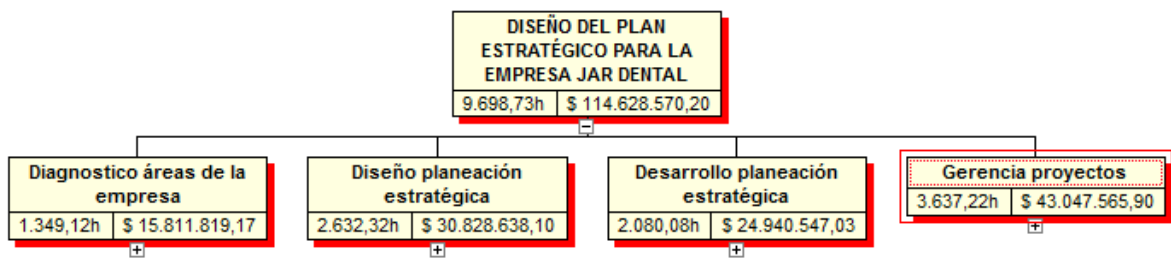 DISEÑO DEL PLAN
ESTRATÉGICO PARA LA
EMPRESA JAR DENTAL
9.698,73h $ 114.628.570,20
Diagnostico áreas de la
empresa
1.349,12h $ 15.811.819,17
Diseño planeación
estratégica
2.632,32h $ 30.828.638,10
Desarrollo planeación
estratégica
2.080,08h $ 24.940.547,03
Gerencia proyectos
3.637,22h $ 43.047.565,90